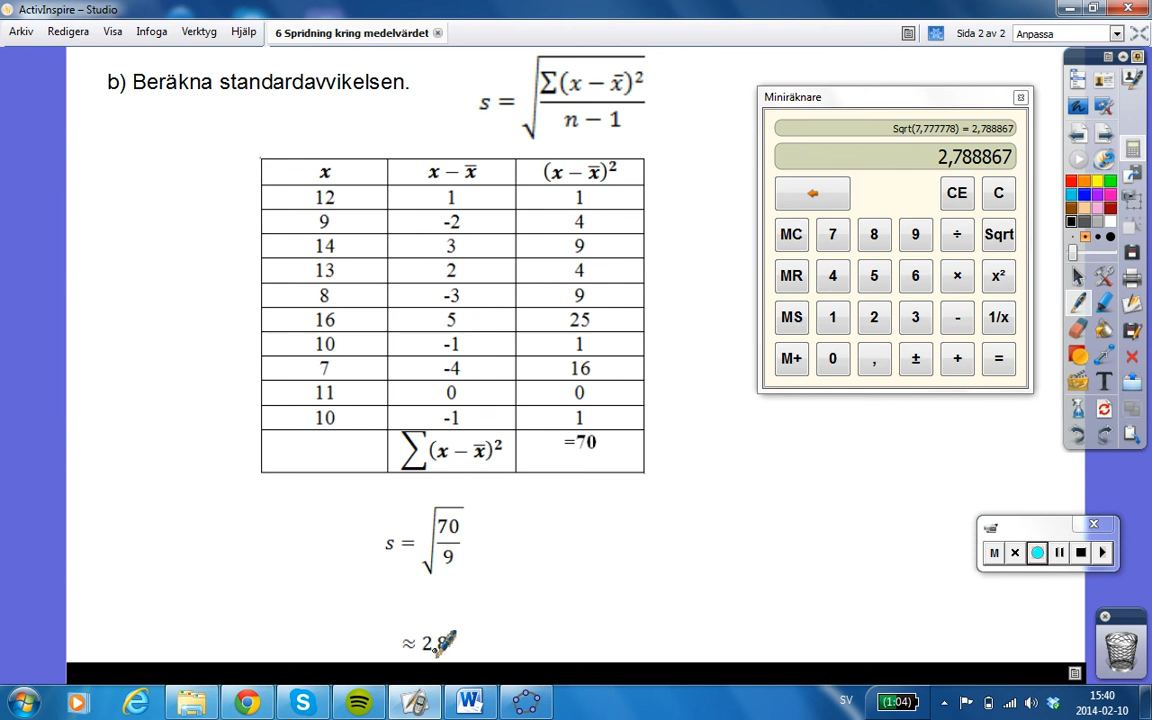 ActivInspire – Studio
Arkiv Redigera Visa Infoga Verktyg Hjälp 6 Spridning kring medelvärdet Sida 2 av 2 Anpassa
b) Beräkna standardavvikelsen.
s = √(∑(x − x̄)² / (n − 1))
x x − x̄ (x − x̄)²
12 1 1
9 -2 4
14 3 9
13 2 4
8 -3 9
16 5 25
10 -1 1
7 -4 16
11 0 0
10 -1 1
∑(x − x̄)² =70
s = √(70/9)
≈ 2,8
Miniräknare
Sqrt(7,777778) = 2,788867
2,788867
CE C
MC 7 8 9 ÷ Sqrt
MR 4 5 6 × x²
MS 1 2 3 - 1/x
M+ 0 , ± + =
M
SV (1:04) 15:40
2014-02-10